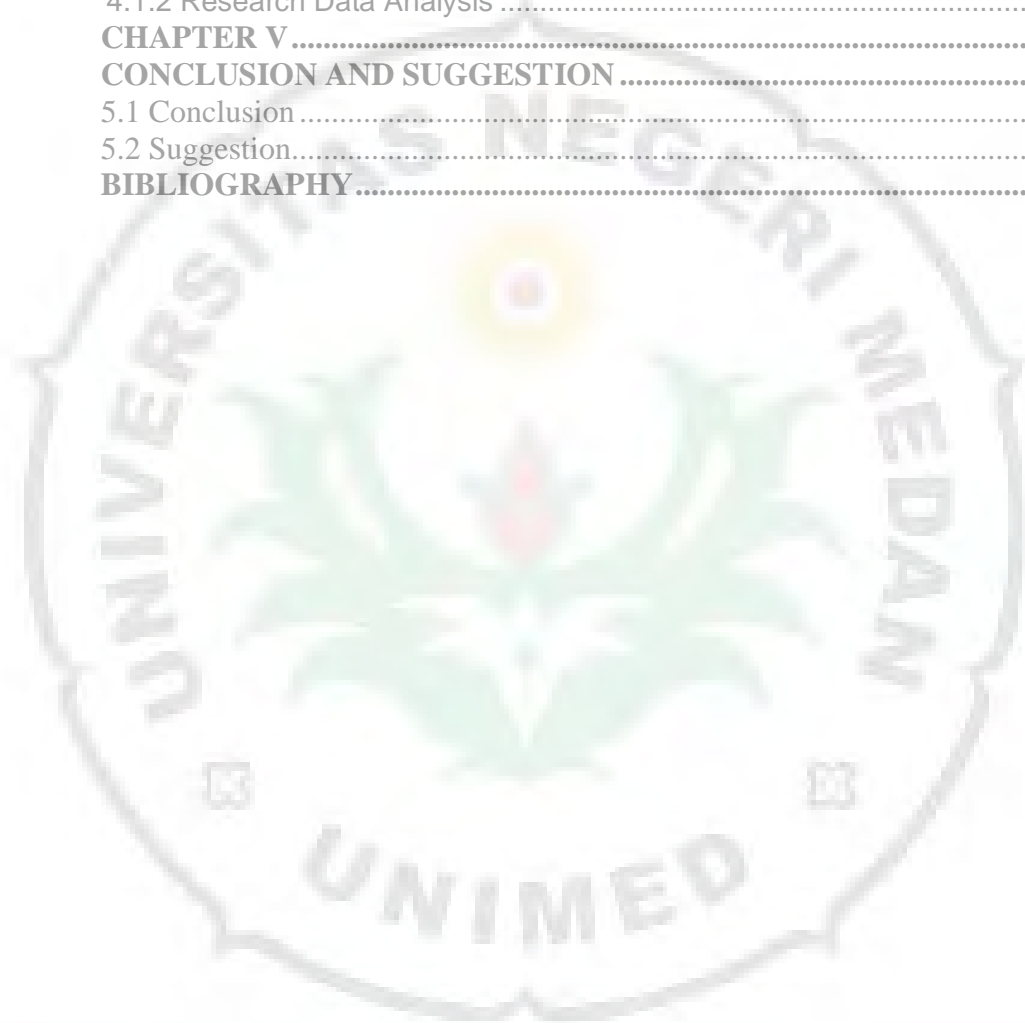 4.1.2 Research Data Analysis ........................................................................................
CHAPTER V ........................................................................................
CONCLUSION AND SUGGESTION ........................................................................................
5.1 Conclusion ........................................................................................
5.2 Suggestion ........................................................................................
BIBLIOGRAPHY ........................................................................................
UNIVERSITAS NEGERI MEDAN
UNIMED